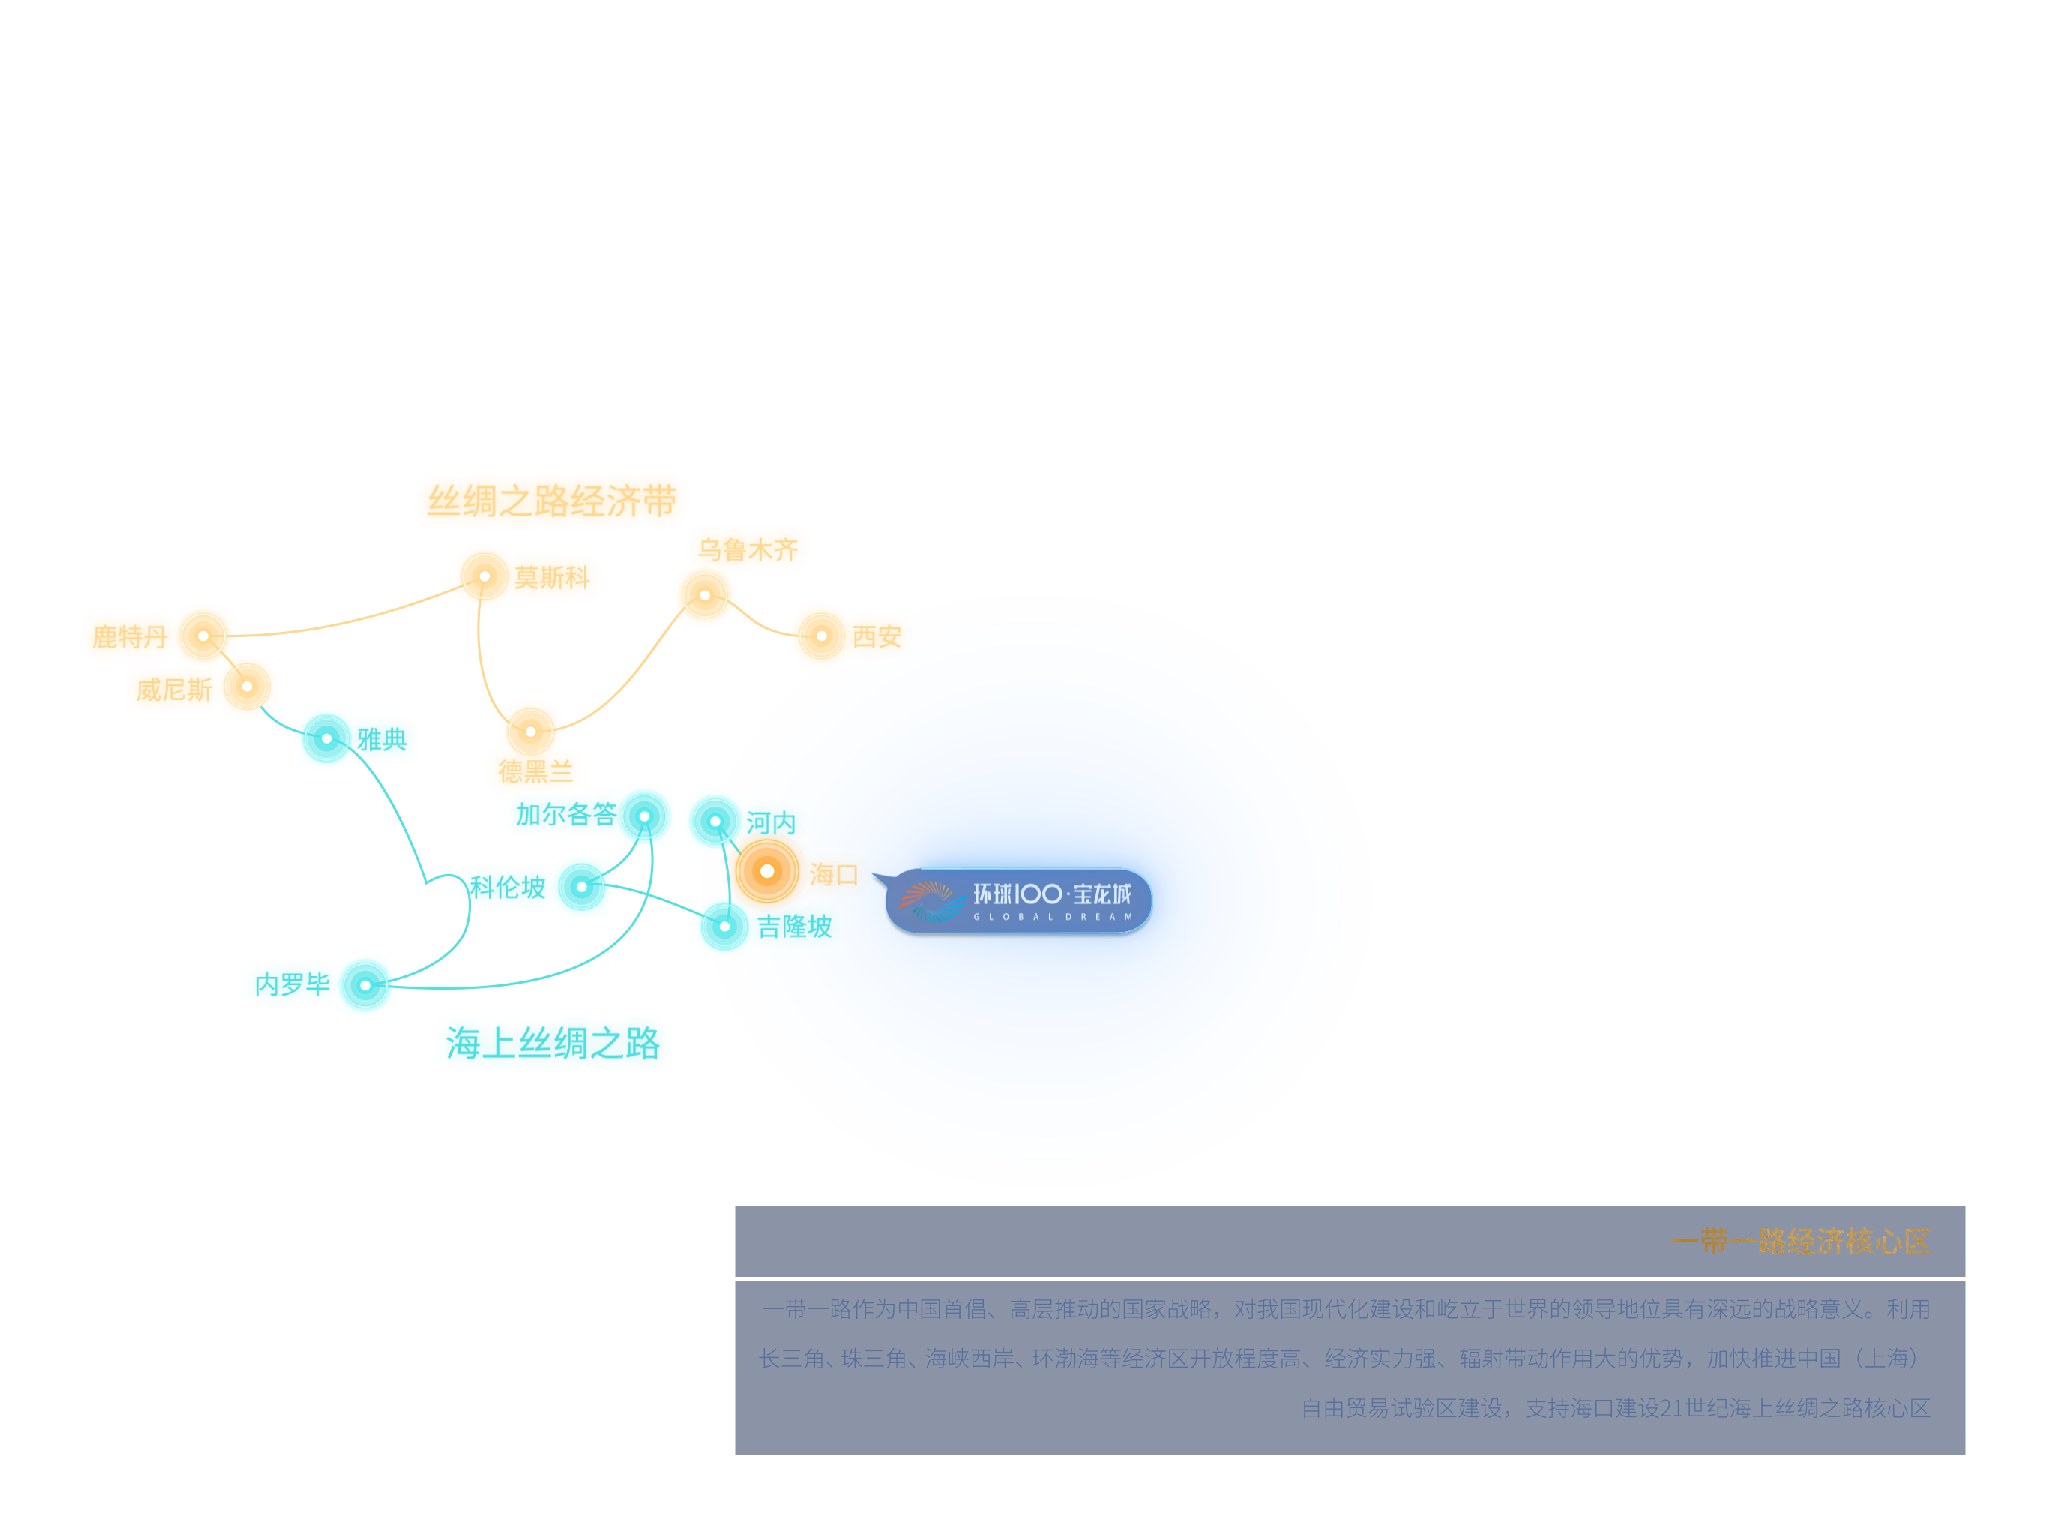 丝绸之路经济带
乌鲁木齐
莫斯科
鹿特丹
西安
威尼斯
雅典
德黑兰
加尔各答
河内
海口
科伦坡
环球100·宝龙城
GLOBAL DREAM
吉隆坡
内罗毕
海上丝绸之路
一带一路经济核心区
一带一路作为中国首倡、高层推动的国家战略，对我国现代化建设和屹立于世界的领导地位具有深远的战略意义。利用
长三角、珠三角、海峡西岸、环渤海等经济区开放程度高、经济实力强、辐射带动作用大的优势，加快推进中国（上海）
自由贸易试验区建设，支持海口建设21世纪海上丝绸之路核心区